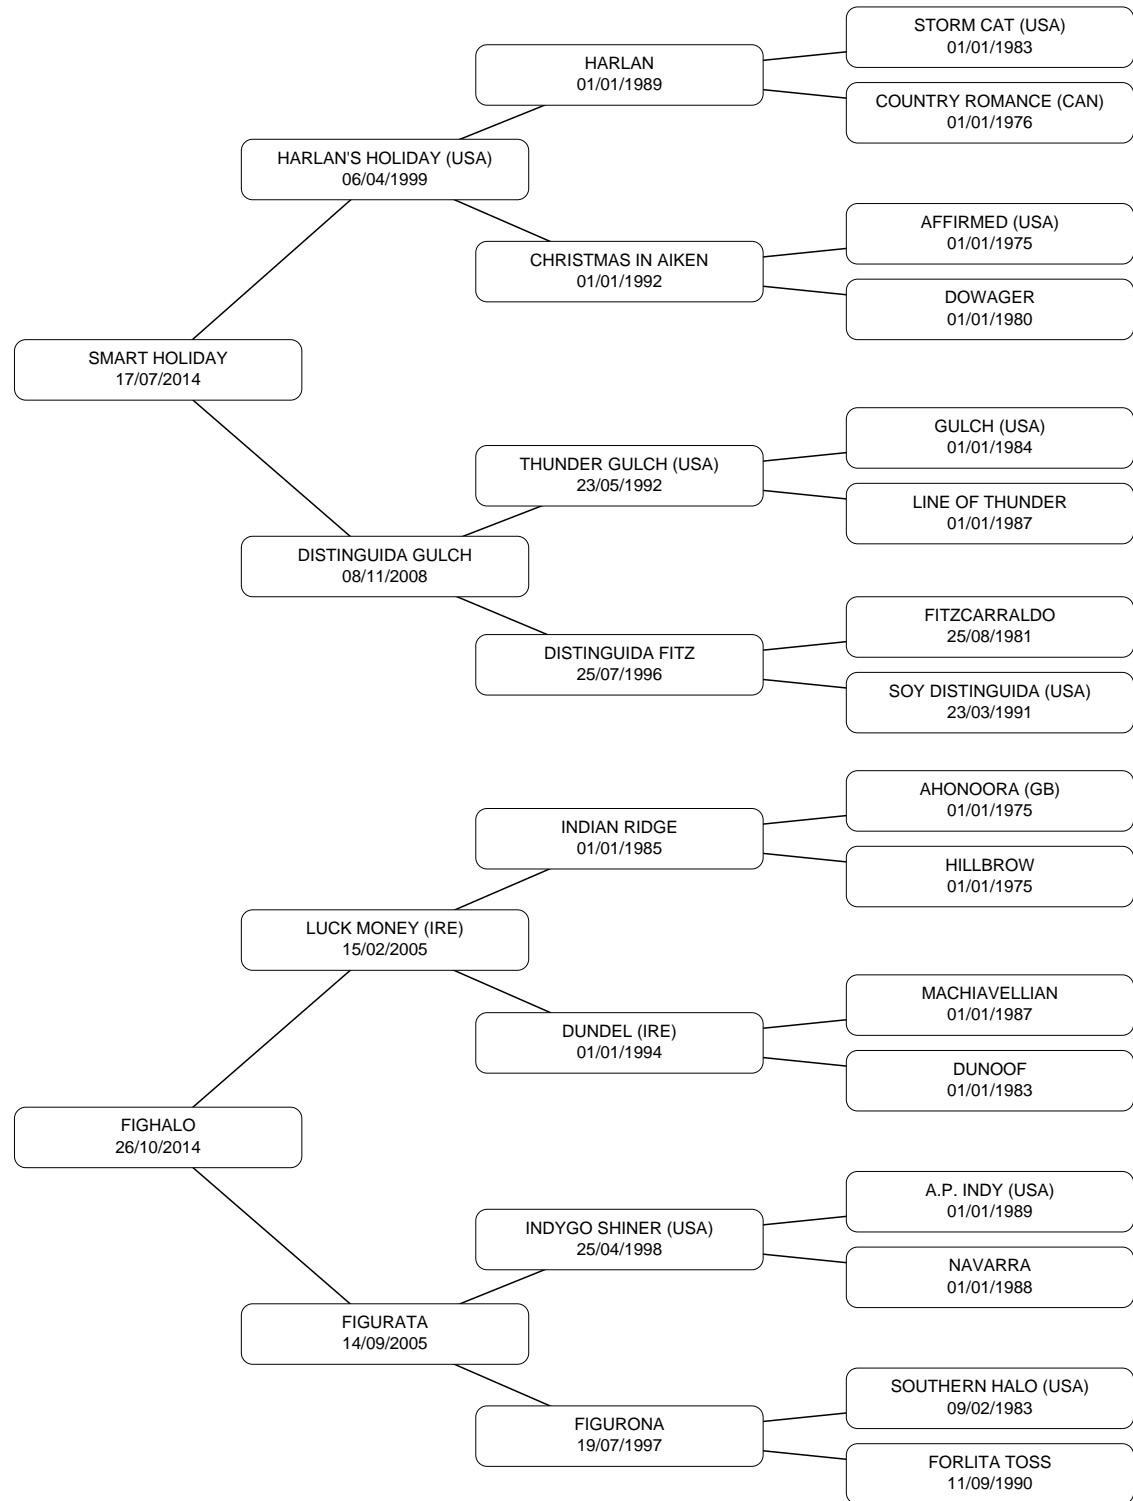 STORM CAT (USA)
01/01/1983
HARLAN
01/01/1989
COUNTRY ROMANCE (CAN)
01/01/1976
HARLAN'S HOLIDAY (USA)
06/04/1999
AFFIRMED (USA)
01/01/1975
CHRISTMAS IN AIKEN
01/01/1992
DOWAGER
01/01/1980
SMART HOLIDAY
17/07/2014
GULCH (USA)
01/01/1984
THUNDER GULCH (USA)
23/05/1992
LINE OF THUNDER
01/01/1987
DISTINGUIDA GULCH
08/11/2008
FITZCARRALDO
25/08/1981
DISTINGUIDA FITZ
25/07/1996
SOY DISTINGUIDA (USA)
23/03/1991
AHONOORA (GB)
01/01/1975
INDIAN RIDGE
01/01/1985
HILLBROW
01/01/1975
LUCK MONEY (IRE)
15/02/2005
MACHIAVELLIAN
01/01/1987
DUNDEL (IRE)
01/01/1994
DUNOOF
01/01/1983
FIGHALO
26/10/2014
A.P. INDY (USA)
01/01/1989
INDYGO SHINER (USA)
25/04/1998
NAVARRA
01/01/1988
FIGURATA
14/09/2005
SOUTHERN HALO (USA)
09/02/1983
FIGURONA
19/07/1997
FORLITA TOSS
11/09/1990